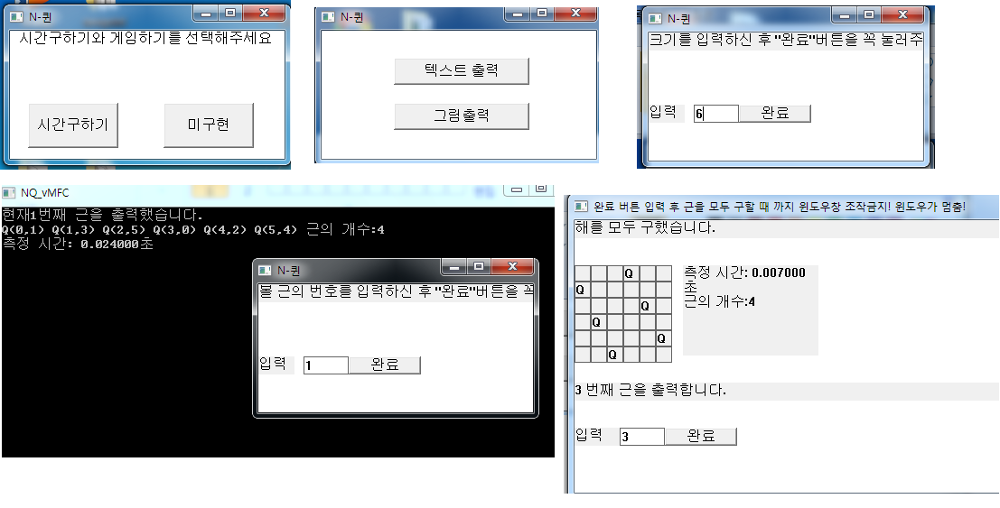 N-퀸
시간구하기와 게임하기를 선택해주세요
시간구하기
미구현
N-퀸
텍스트 출력
그림출력
N-퀸
크기를 입력하신 후 "완료"버튼을 꼭 눌러주
입력
6
완료
NQ_vMFC
현재1번째 근을 출력했습니다.
Q(0,1) Q(1,3) Q(2,5) Q(3,0) Q(4,2) Q(5,4) 근의 개수:4
측정 시간: 0.024000초
N-퀸
볼 근의 번호를 입력하신 후 "완료"버튼을 꼭
입력
1
완료
완료 버튼 입력 후 근을 모두 구할 때 까지 윈도우창 조작금지! 윈도우가 멈춤!
해를 모두 구했습니다.
Q
Q
Q
Q
Q
Q
측정 시간: 0.007000
초
근의 개수:4
3 번째 근을 출력합니다.
입력
3
완료